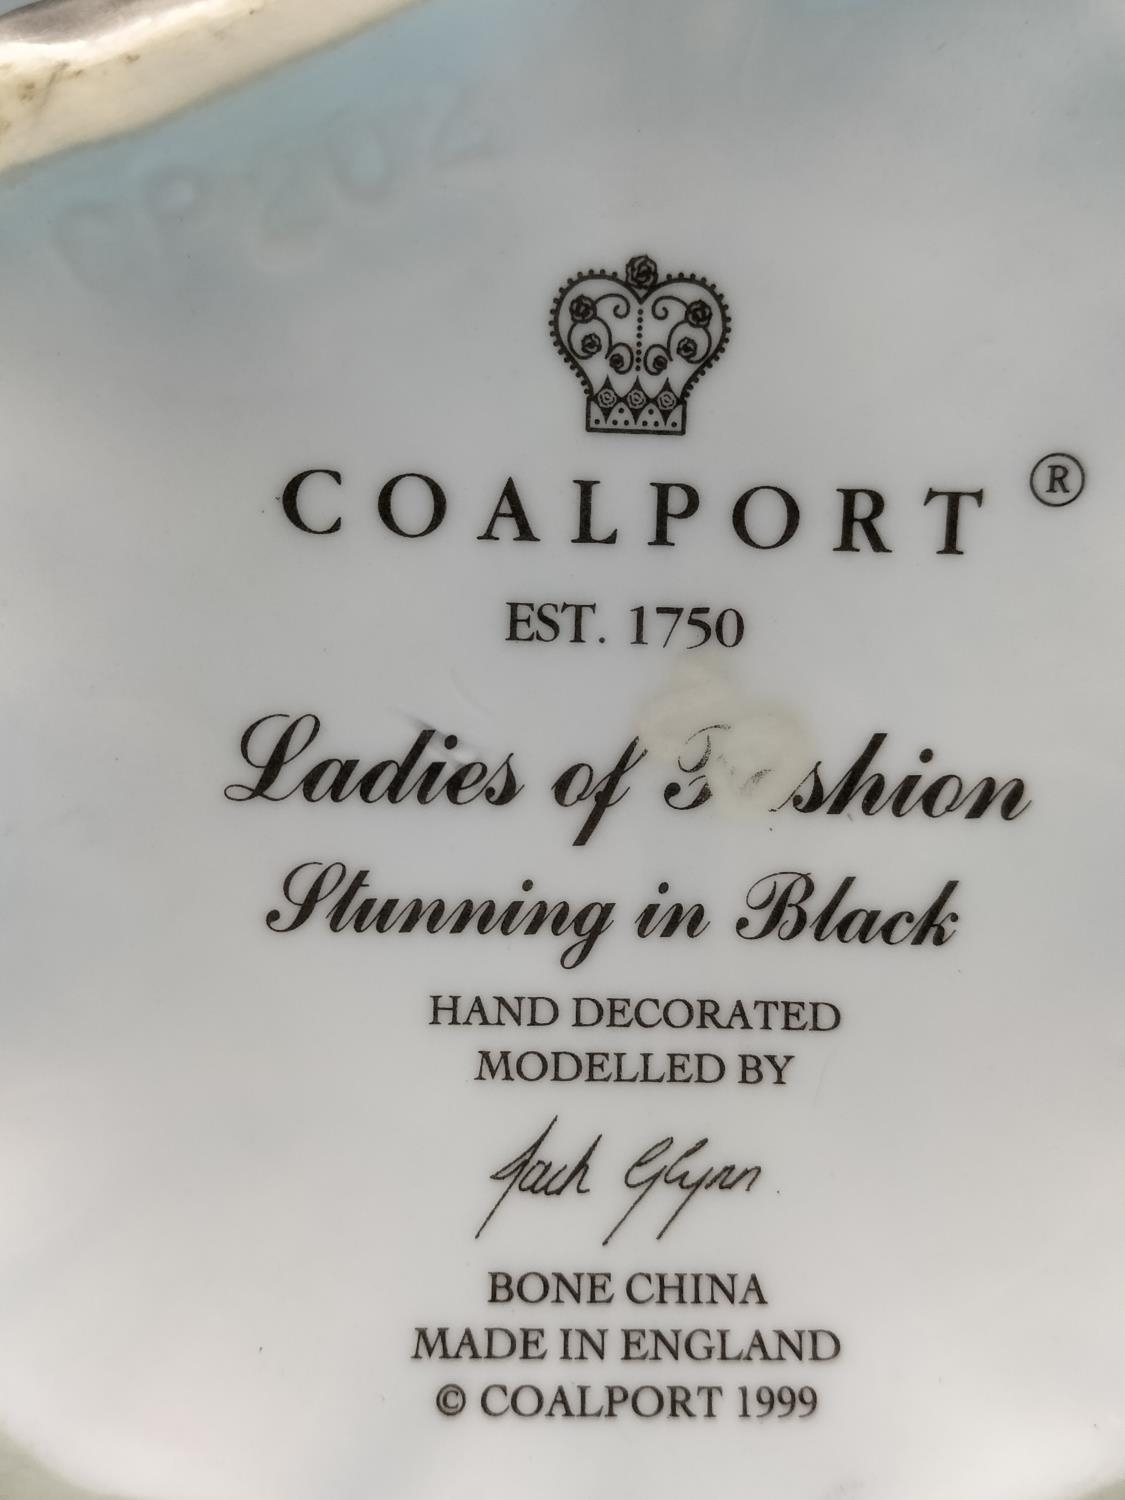 COALPORT ®
EST. 1750
Ladies of Fashion
Stunning in Black
HAND DECORATED
MODELLED BY
Jack Glynn
BONE CHINA
MADE IN ENGLAND
© COALPORT 1999